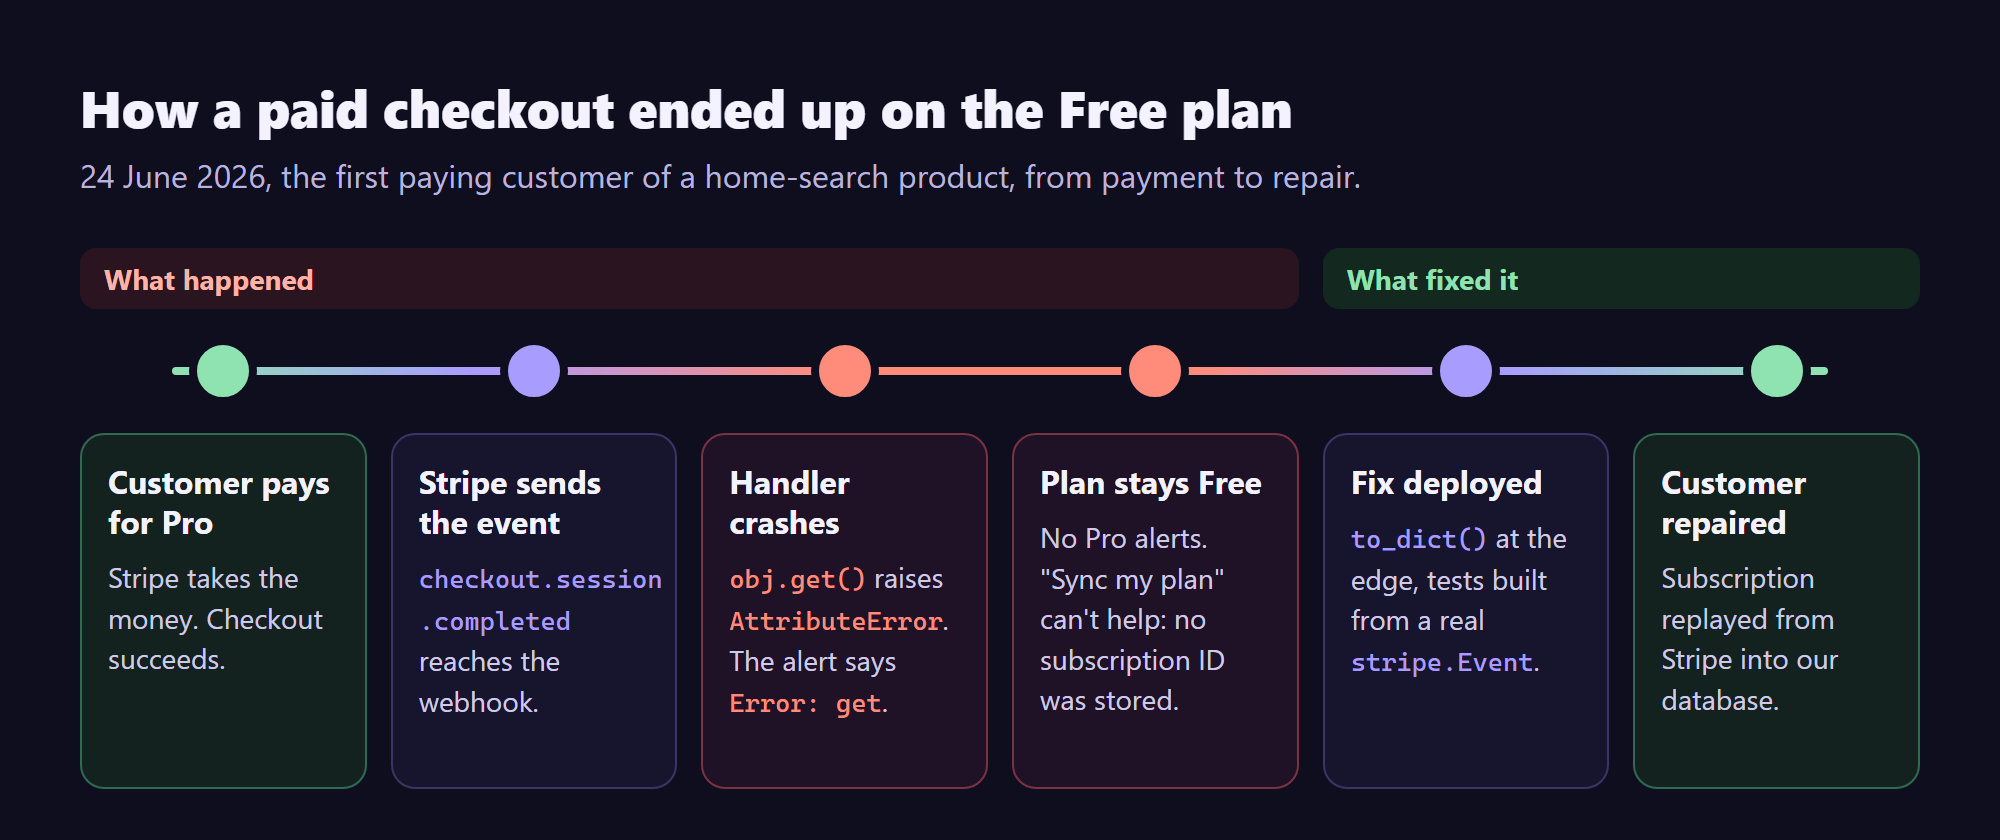 How a paid checkout ended up on the Free plan
24 June 2026, the first paying customer of a home-search product, from payment to repair.
What happened
What fixed it
Customer pays
for Pro
Stripe takes the
money. Checkout
succeeds.
Stripe sends
the event
checkout.session
.completed
reaches the
webhook.
Handler
crashes
obj.get() raises
AttributeError.
The alert says
Error: get.
Plan stays Free
No Pro alerts.
"Sync my plan"
can't help: no
subscription ID
was stored.
Fix deployed
to_dict() at the
edge, tests built
from a real
stripe.Event.
Customer
repaired
Subscription
replayed from
Stripe into our
database.